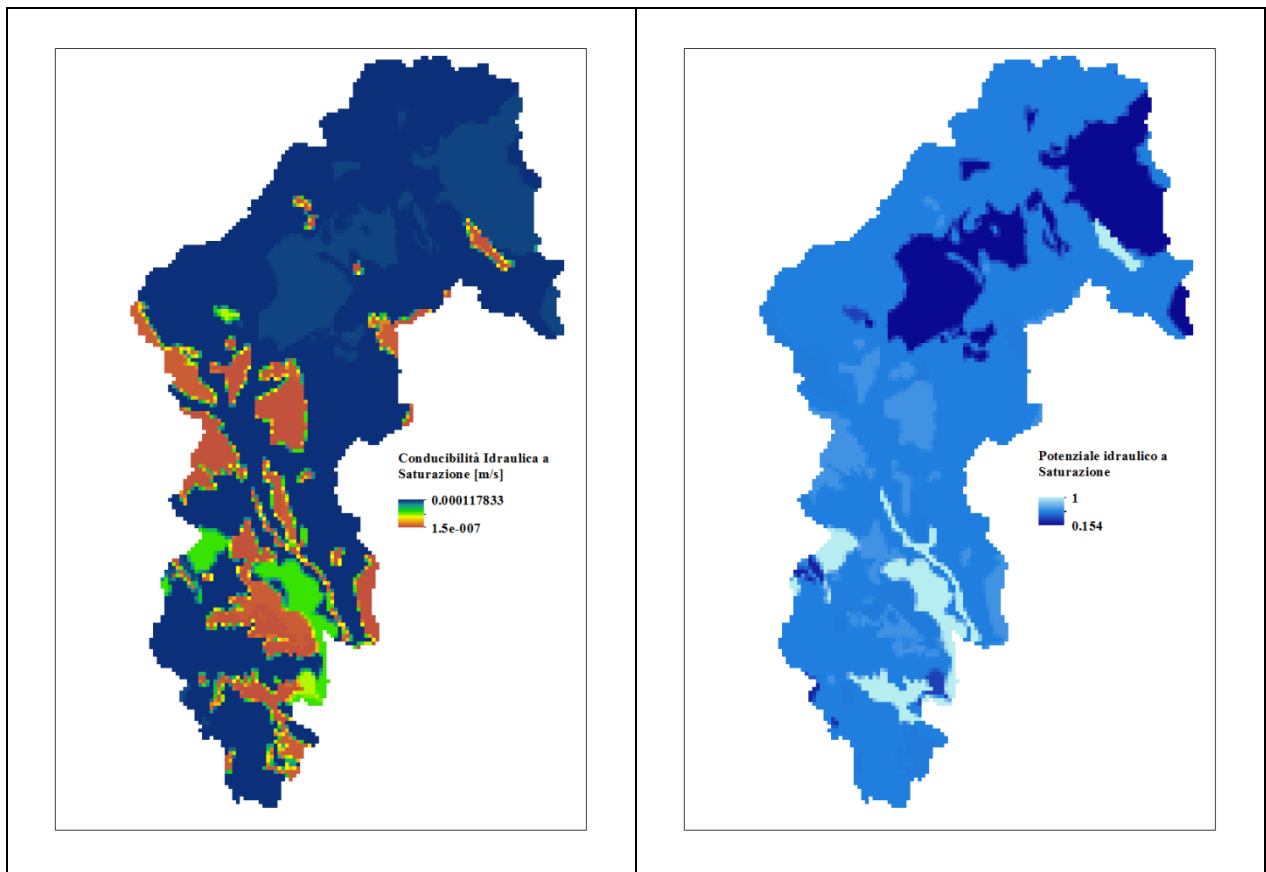 Conducibilità Idraulica a
Saturazione [m/s]
0.000117833
1.5e-007
Potenziale idraulico a
Saturazione
1
0.154